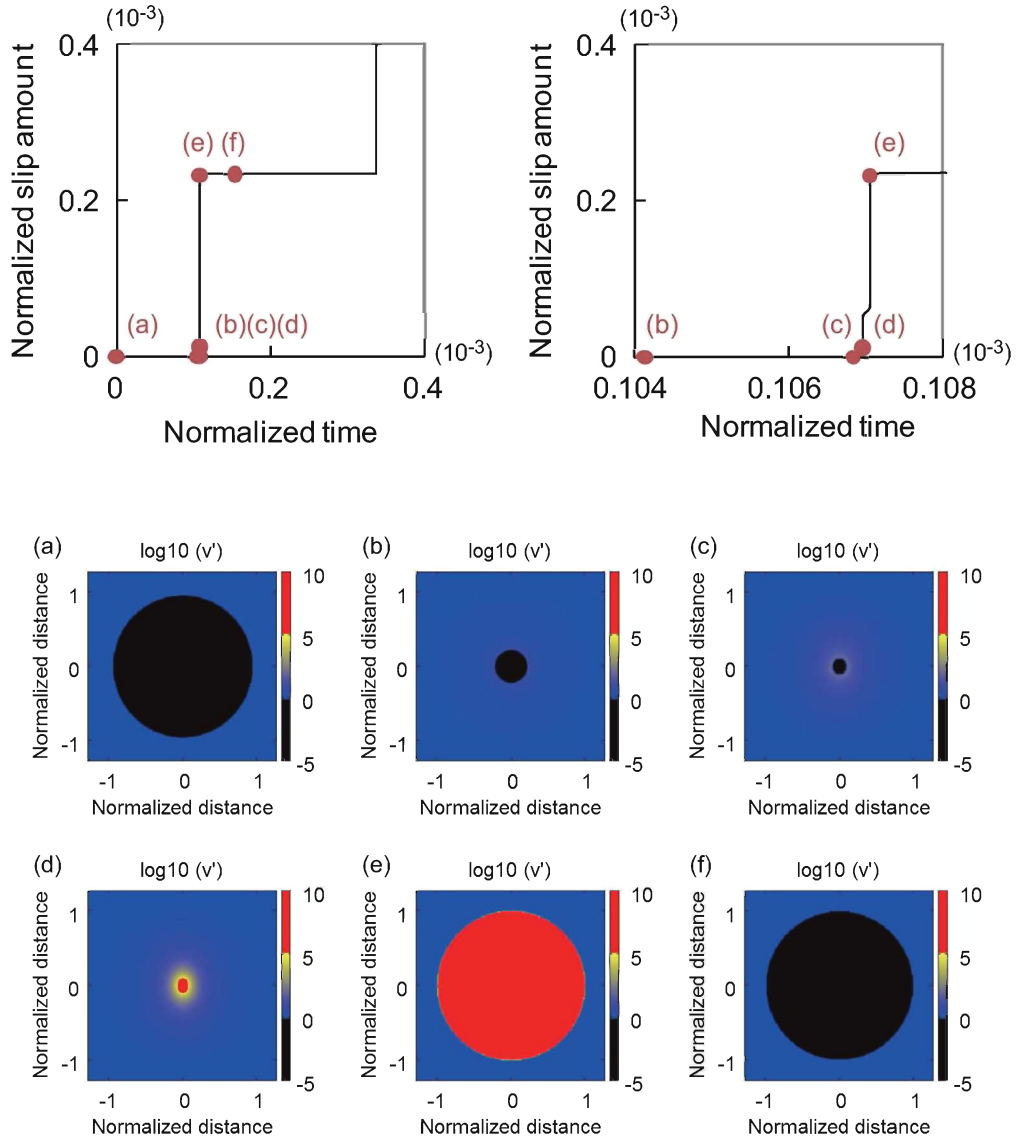 (10-3)
(10-3)
0.4
0.4
Normalized slip amount
Normalized slip amount
(e) (f)
(e)
0.2
0.2
(a)
(b)(c)(d)
(b)
(c)
(d)
0
(10-3)
0
(10-3)
0
0.2
0.4
0.104
0.106
0.108
Normalized time
Normalized time
(a)
log10 (v')
(b)
log10 (v')
(c)
log10 (v')
Normalized distance
1
0
-1
10
5
0
-5
Normalized distance
1
0
-1
10
5
0
-5
Normalized distance
1
0
-1
10
5
0
-5
-1
0
1
-1
0
1
-1
0
1
Normalized distance
Normalized distance
Normalized distance
(d)
log10 (v')
(e)
log10 (v')
(f)
log10 (v')
Normalized distance
1
0
-1
10
5
0
-5
Normalized distance
1
0
-1
10
5
0
-5
Normalized distance
1
0
-1
10
5
0
-5
-1
0
1
-1
0
1
-1
0
1
Normalized distance
Normalized distance
Normalized distance